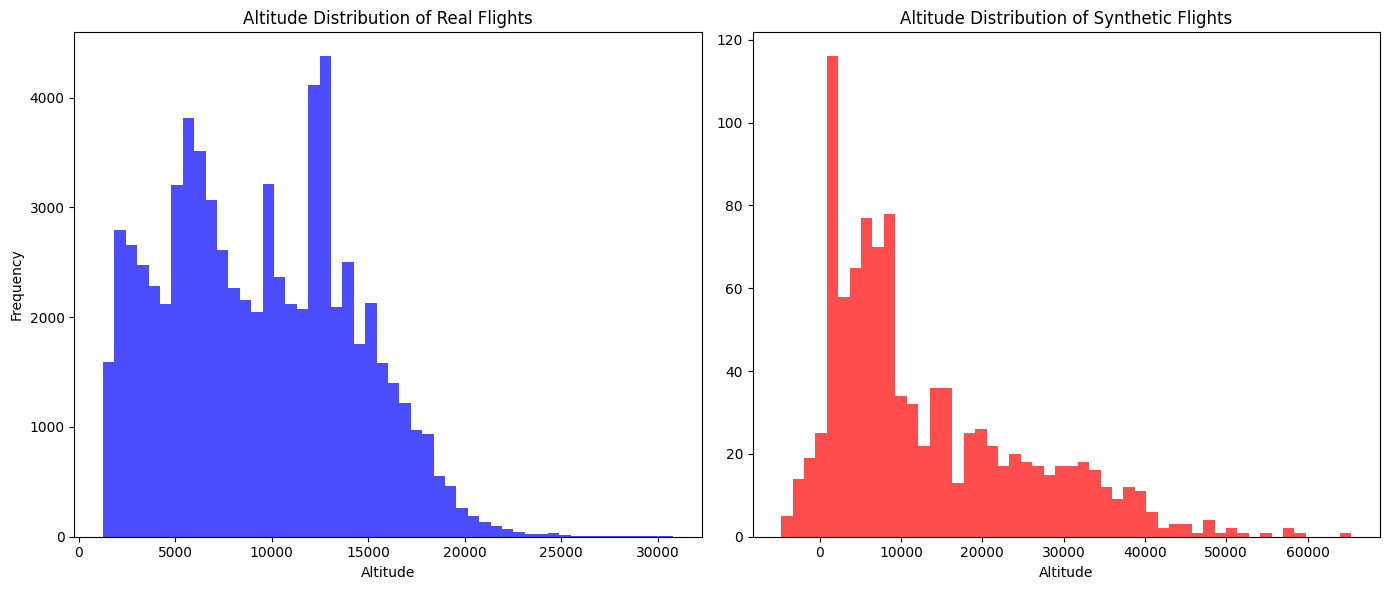 Altitude Distribution of Real Flights
Frequency
4000
3000
2000
1000
0
0 5000 10000 15000 20000 25000 30000
Altitude
Altitude Distribution of Synthetic Flights
120
100
80
60
40
20
0
0 10000 20000 30000 40000 50000 60000
Altitude